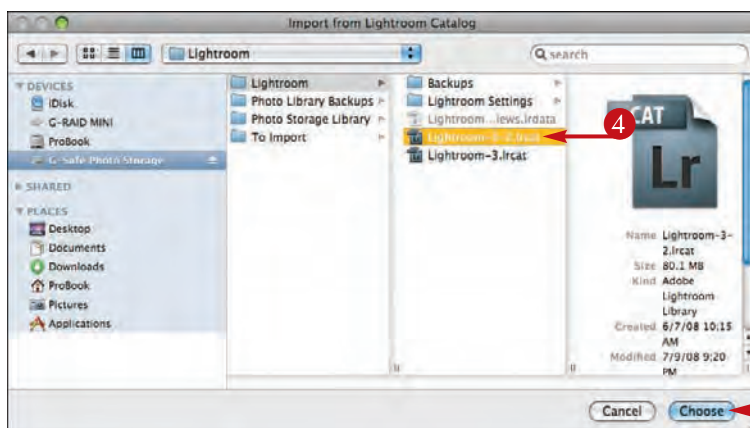 Import from Lightroom Catalog
Lightroom
search
DEVICES
iDisk
G-RAID MINI
ProBook
G-Safe Photo Storage
SHARED
PLACES
Desktop
Documents
Downloads
ProBook
Pictures
Applications
Lightroom
Photo Library Backups
Photo Storage Library
To Import
Backups
Lightroom Settings
Lightroom ...iews.lrdata
Lightroom-3-2.lrcat
Lightroom-3.lrcat
4
CAT
Lr
Name Lightroom-3-
2.lrcat
Size 80.1 MB
Kind Adobe
Lightroom
Library
Created 6/7/08 10:15
AM
Modified 7/9/08 9:20
PM
Cancel
Choose